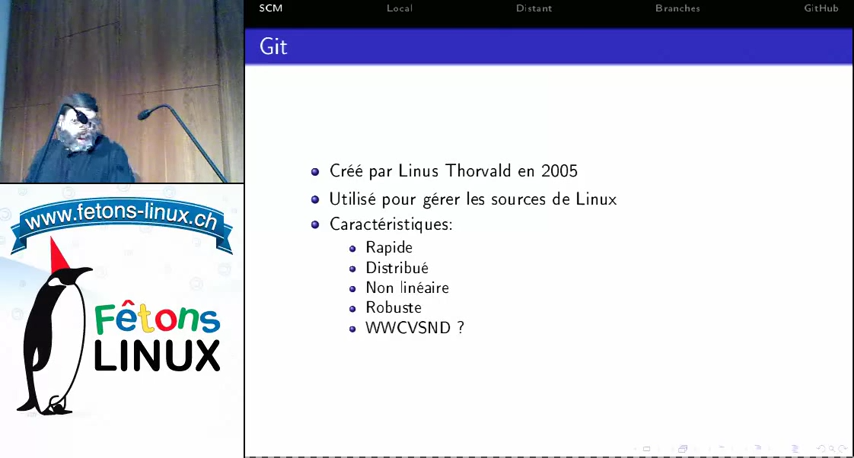 SCM Local Distant Branches GitHub
Git
Créé par Linus Thorvald en 2005
Utilisé pour gérer les sources de Linux
Caractéristiques:
Rapide
Distribué
Non linéaire
Robuste
WWCVSND ?
www.fetons-linux.ch
Fêtons
LINUX